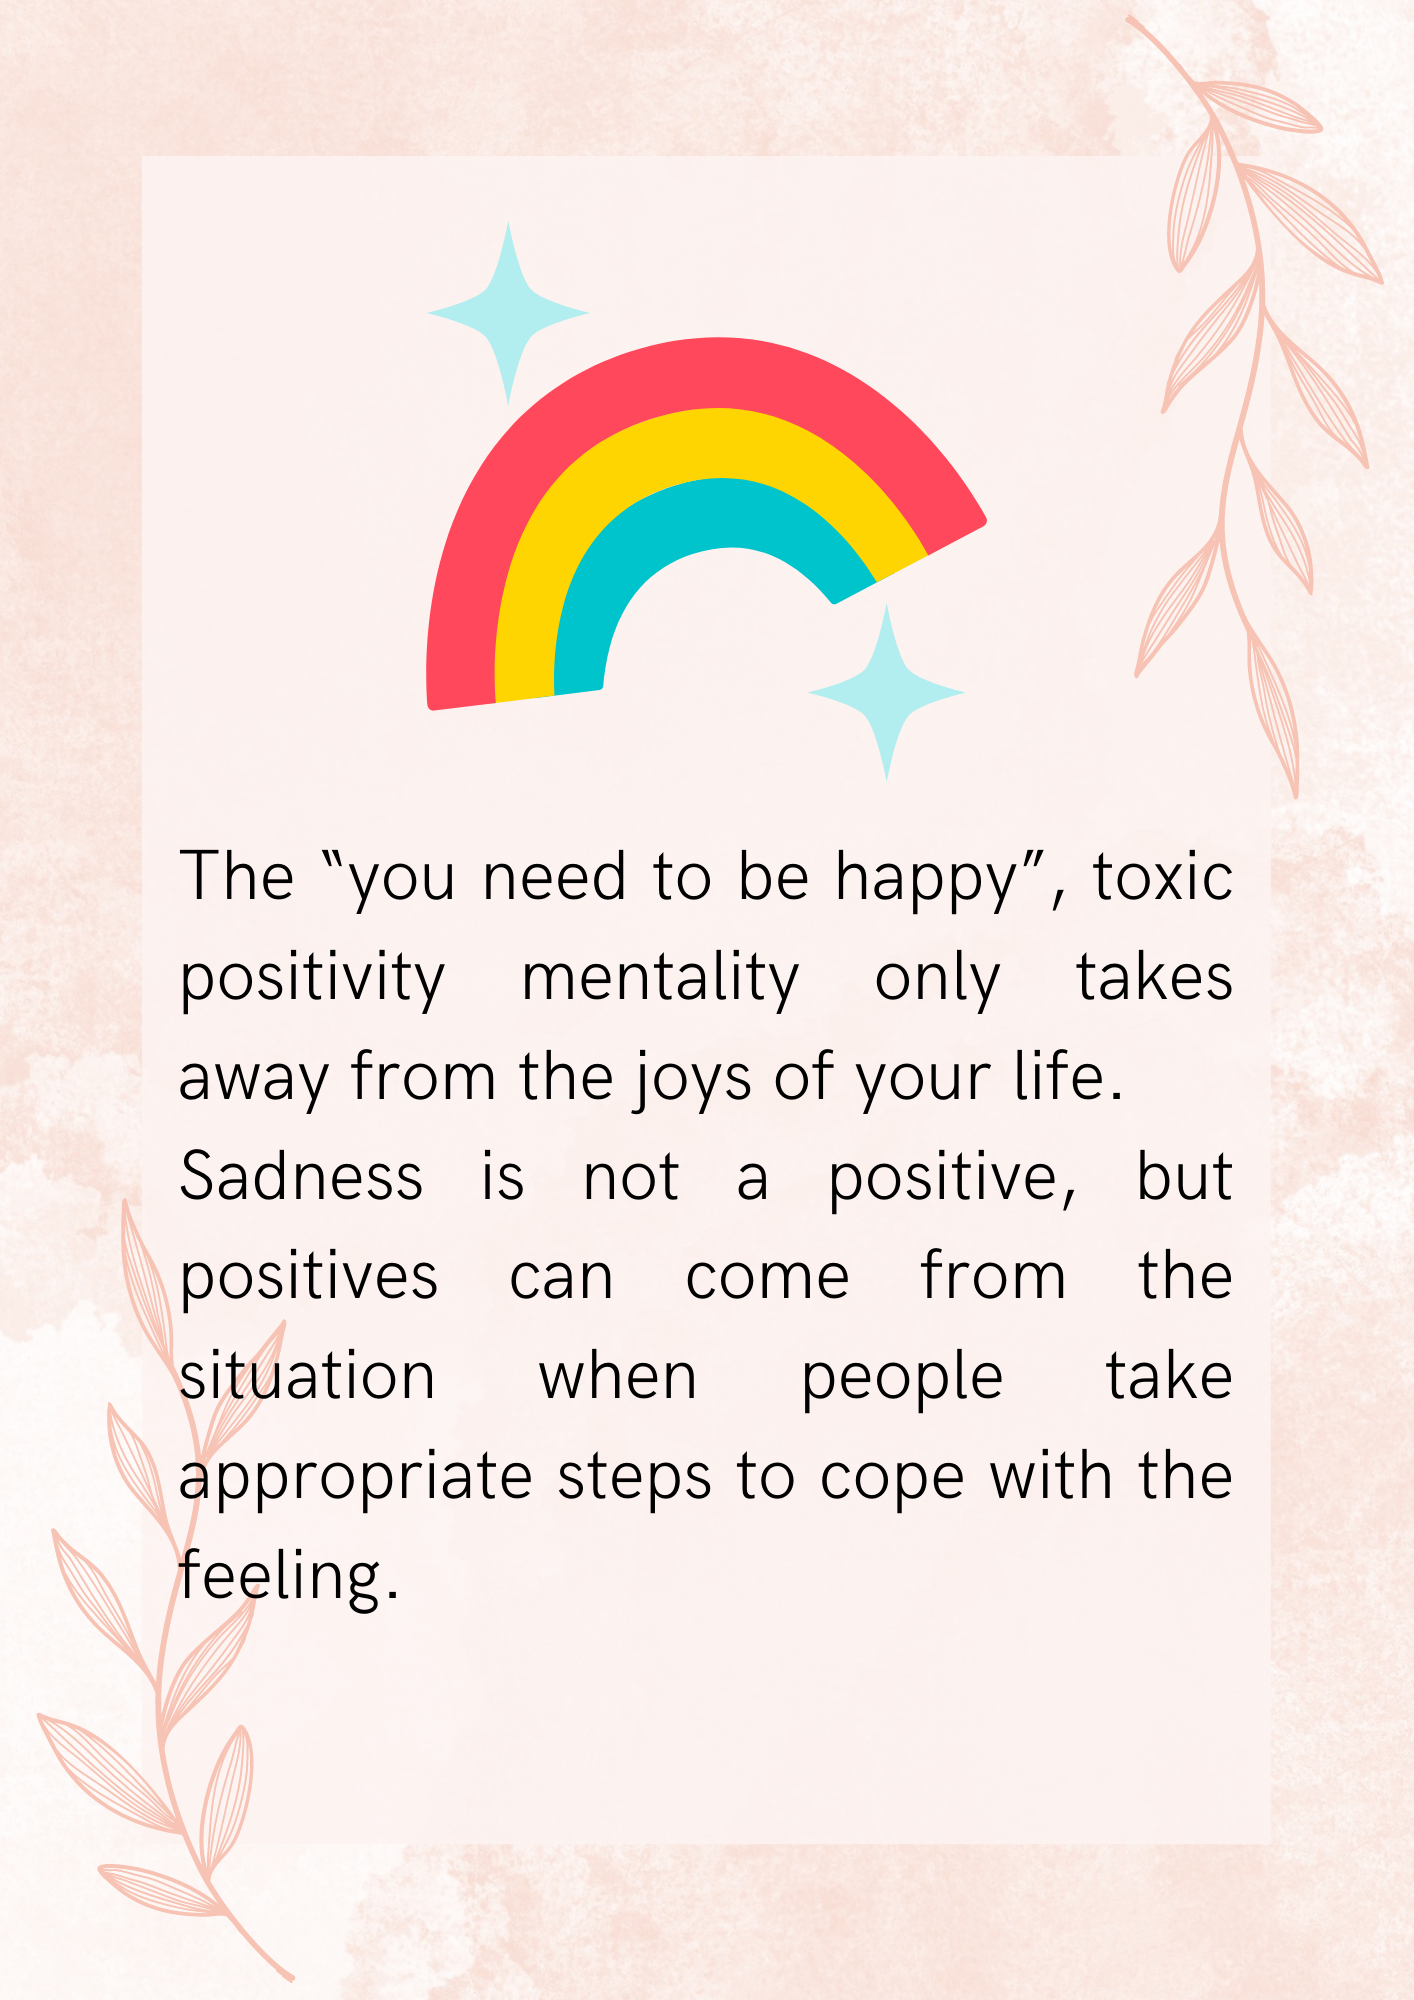 The “you need to be happy”, toxic
positivity mentality only takes
away from the joys of your life.
Sadness is not a positive, but
positives can come from the
situation when people take
appropriate steps to cope with the
feeling.